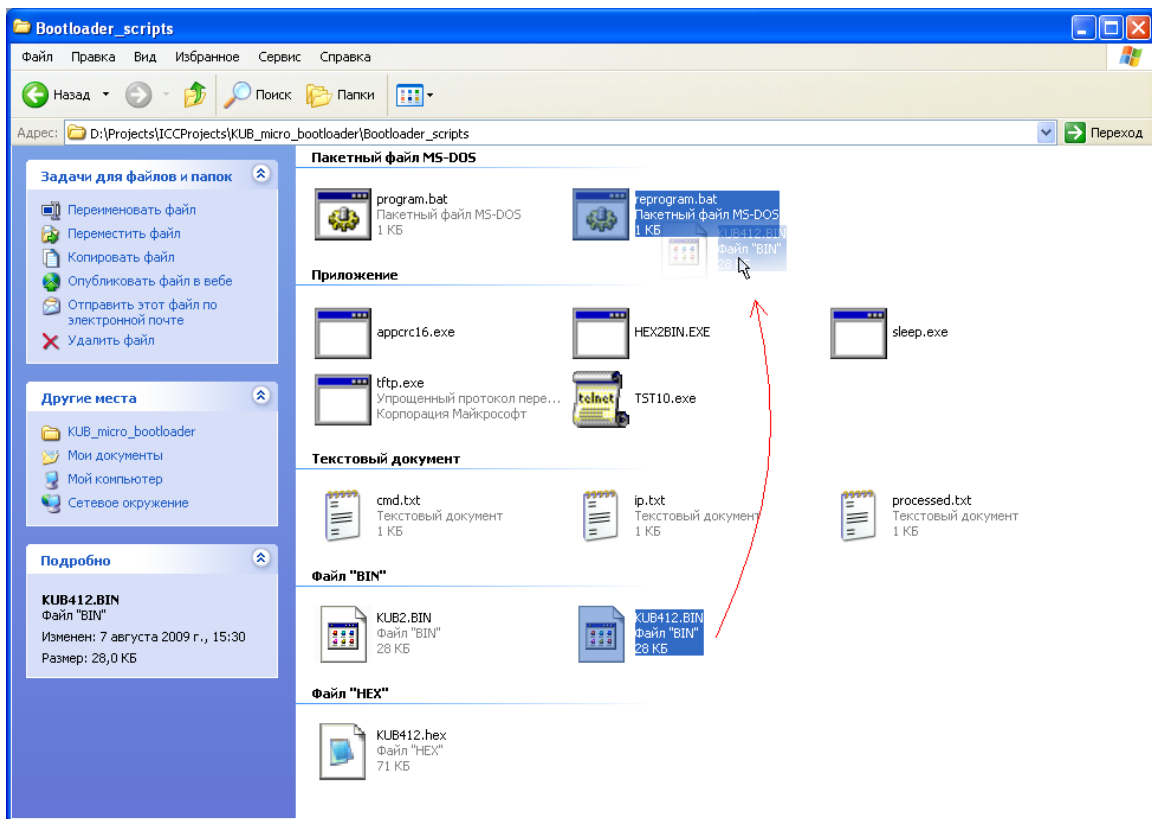 Bootloader_scripts
Файл Правка Вид Избранное Сервис Справка
Назад Поиск Папки
Адрес: D:\Projects\ICCProjects\KUB_micro_bootloader\Bootloader_scripts Переход
Задачи для файлов и папок
Переименовать файл
Переместить файл
Копировать файл
Опубликовать файл в вебе
Отправить этот файл по
электронной почте
Удалить файл
Другие места
KUB_micro_bootloader
Мои документы
Мой компьютер
Сетевое окружение
Подробно
KUB412.BIN
Файл "BIN"
Изменен: 7 августа 2009 г., 15:30
Размер: 28,0 КБ
Пакетный файл MS-DOS
program.bat
Пакетный файл MS-DOS
1 КБ
reprogram.bat
Пакетный файл MS-DOS
1 КБ
KUB412.BIN
Файл "BIN"
28 КБ
Приложение
appcrc16.exe
HEX2BIN.EXE
sleep.exe
tftp.exe
Упрощенный протокол пере...
Корпорация Майкрософт
telnet
TST10.exe
Текстовый документ
cmd.txt
Текстовый документ
1 КБ
ip.txt
Текстовый документ
1 КБ
processed.txt
Текстовый документ
1 КБ
Файл "BIN"
KUB2.BIN
Файл "BIN"
28 КБ
KUB412.BIN
Файл "BIN"
28 КБ
Файл "HEX"
KUB412.hex
Файл "HEX"
71 КБ